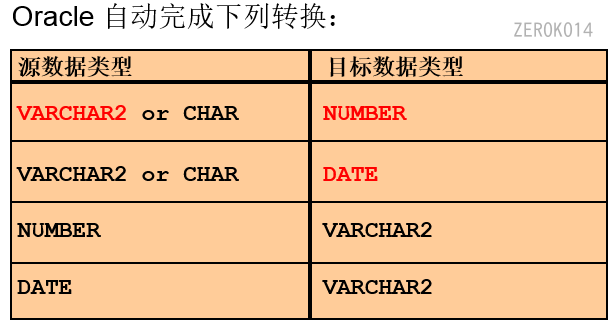 Oracle 自动完成下列转换：
ZEROK014
源数据类型 目标数据类型
VARCHAR2 or CHAR NUMBER
VARCHAR2 or CHAR DATE
NUMBER VARCHAR2
DATE VARCHAR2